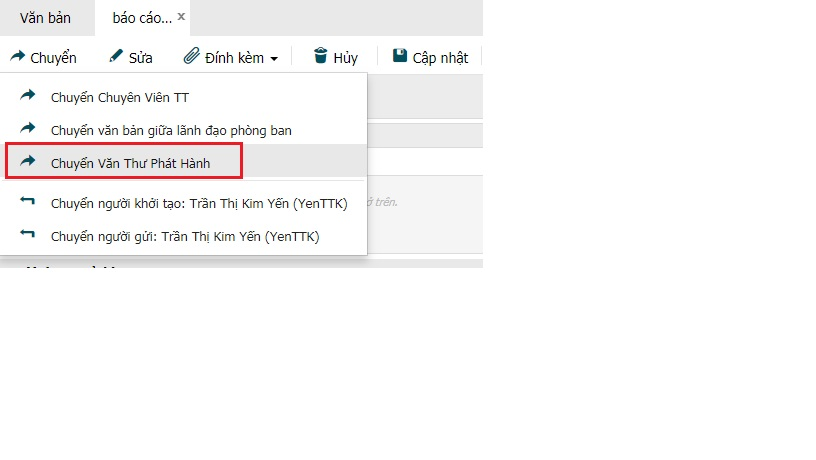 Văn bản báo cáo... x
Chuyển Sửa Đính kèm Hủy Cập nhật
Chuyển Chuyên Viên TT
Chuyển văn bản giữa lãnh đạo phòng ban
Chuyển Văn Thư Phát Hành
Chuyển người khởi tạo: Trần Thị Kim Yến (YenTTK)
ở trên.
Chuyển người gửi: Trần Thị Kim Yến (YenTTK)